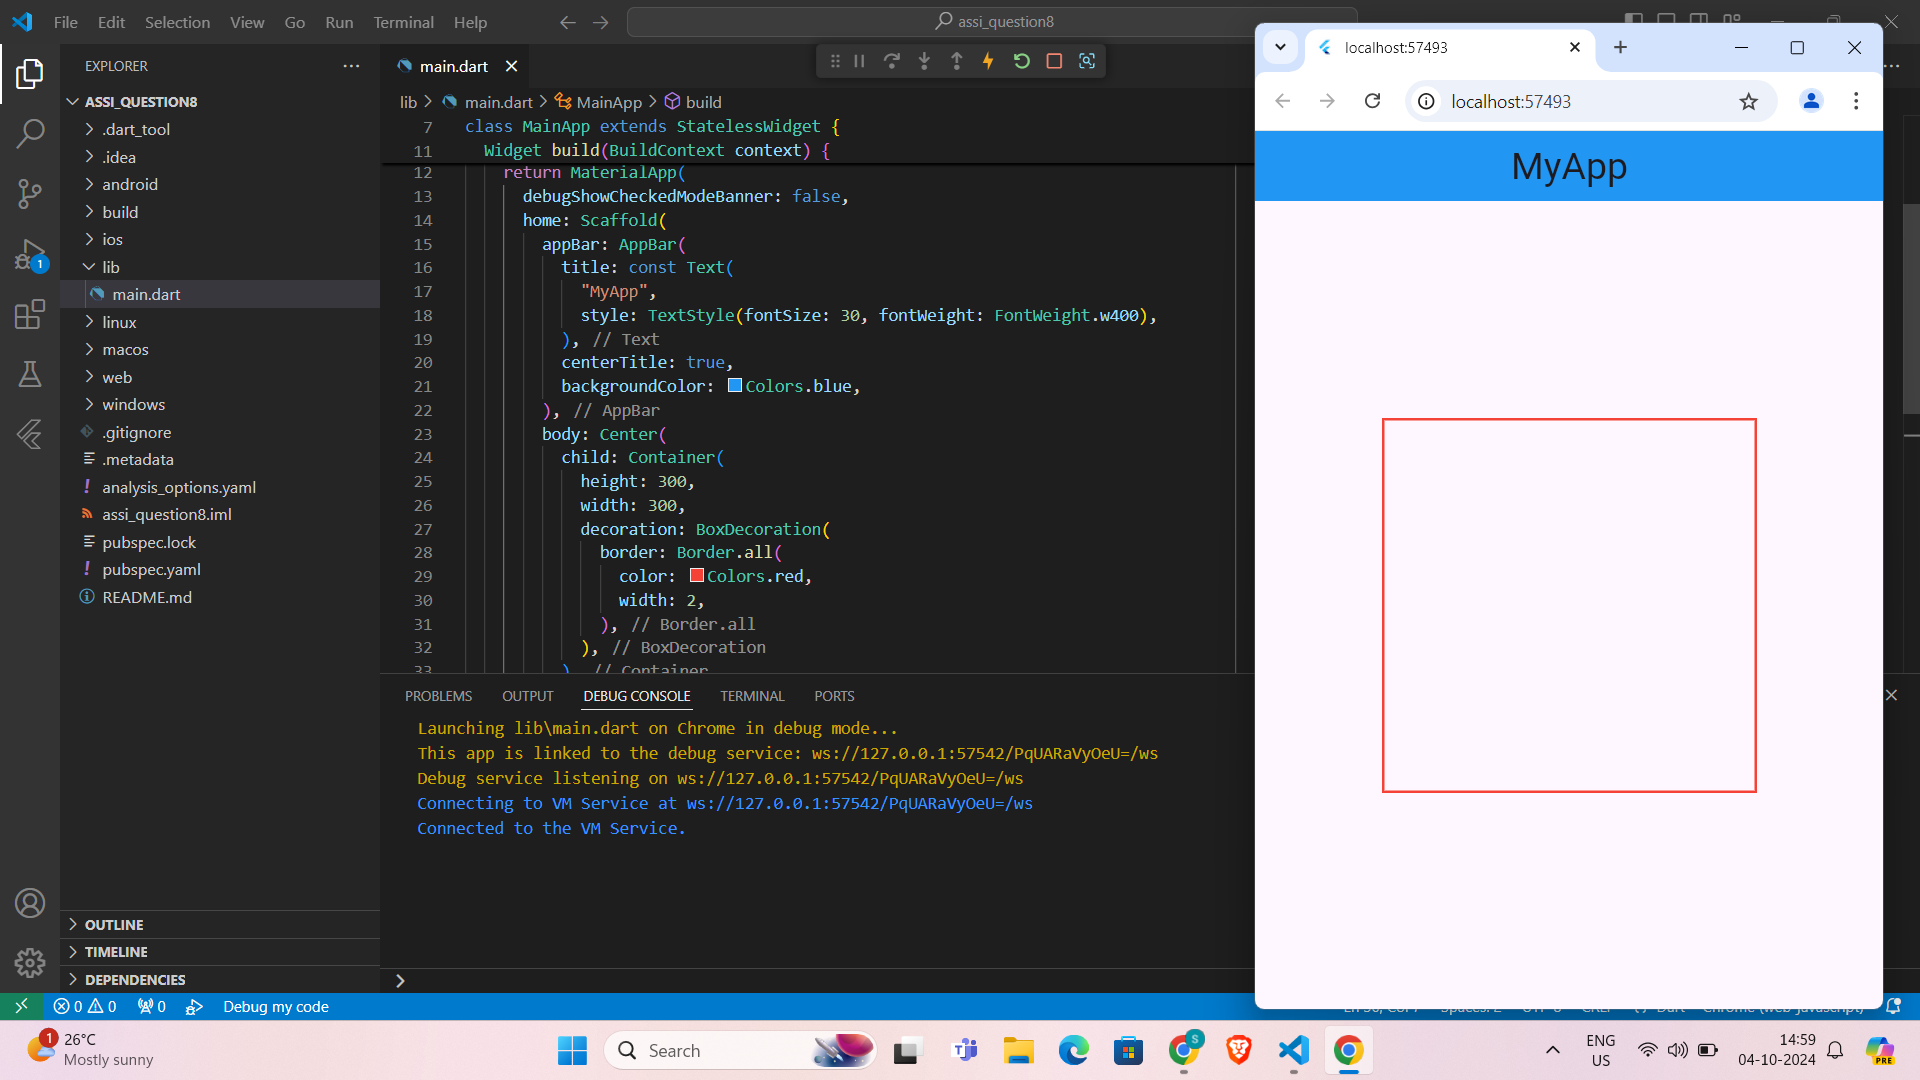 File Edit Selection View Go Run Terminal Help
assi_question8
EXPLORER
ASSI_QUESTION8
.dart_tool
.idea
android
build
ios
lib
main.dart
linux
macos
web
windows
.gitignore
.metadata
analysis_options.yaml
assi_question8.iml
pubspec.lock
pubspec.yaml
README.md
OUTLINE
TIMELINE
DEPENDENCIES
1
main.dart
lib > main.dart > MainApp > build
7 class MainApp extends StatelessWidget {
11 Widget build(BuildContext context) {
12 return MaterialApp(
13 debugShowCheckedModeBanner: false,
14 home: Scaffold(
15 appBar: AppBar(
16 title: const Text(
17 "MyApp",
18 style: TextStyle(fontSize: 30, fontWeight: FontWeight.w400),
19 ), // Text
20 centerTitle: true,
21 backgroundColor: Colors.blue,
22 ), // AppBar
23 body: Center(
24 child: Container(
25 height: 300,
26 width: 300,
27 decoration: BoxDecoration(
28 border: Border.all(
29 color: Colors.red,
30 width: 2,
31 ), // Border.all
32 ), // BoxDecoration
33 ), // Container
PROBLEMS OUTPUT DEBUG CONSOLE TERMINAL PORTS
Launching lib\main.dart on Chrome in debug mode...
This app is linked to the debug service: ws://127.0.0.1:57542/PqUARaVyOeU=/ws
Debug service listening on ws://127.0.0.1:57542/PqUARaVyOeU=/ws
Connecting to VM Service at ws://127.0.0.1:57542/PqUARaVyOeU=/ws
Connected to the VM Service.
localhost:57493
localhost:57493
MyApp
0 0 0 Debug my code
1
26°C
Mostly sunny
Search
S
ENG
US
14:59
04-10-2024
PRE